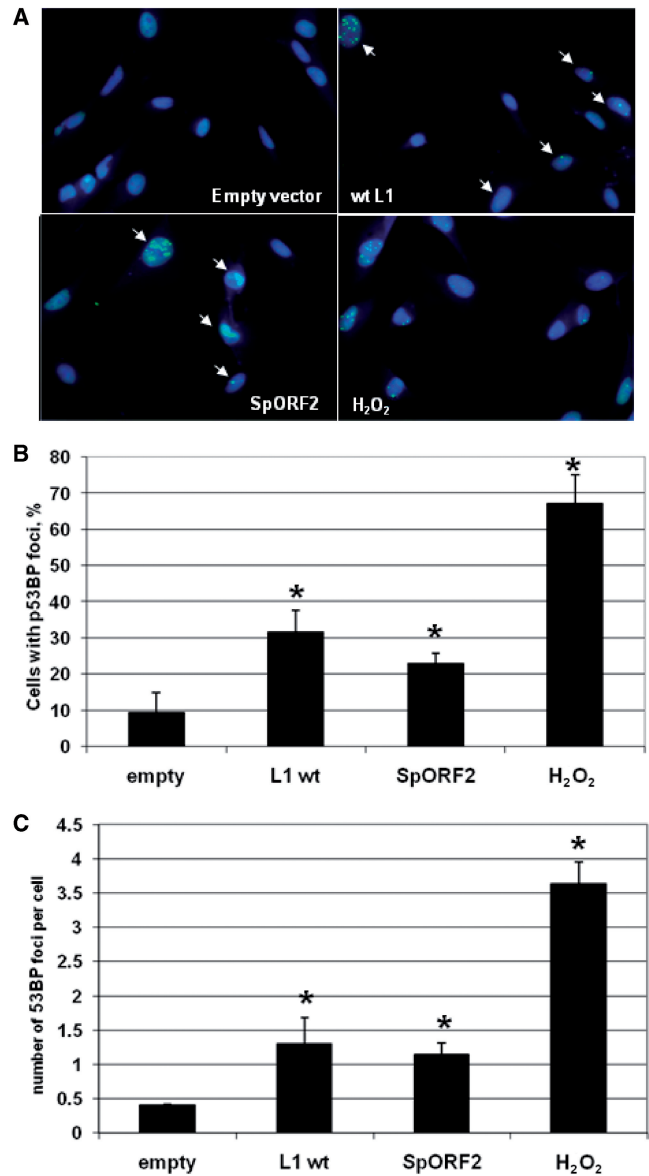 A
Empty vector
wt L1
SpORF2
H₂O₂
B
Cells with p53BP foci, %
80
70
60
50
40
30
20
10
0
*
*
*
empty
L1 wt
SpORF2
H₂O₂
C
number of 53BP foci per cell
4.5
4
3.5
3
2.5
2
1.5
1
0.5
0
*
*
*
empty
L1 wt
SpORF2
H₂O₂